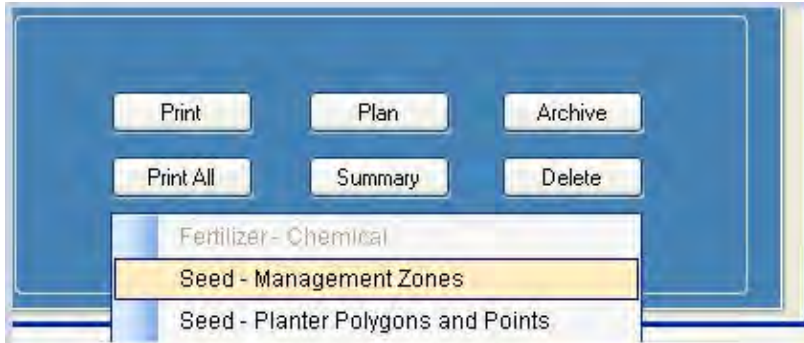 Print Plan Archive
Print All Summary Delete
Fertilizer - Chemical
Seed - Management Zones
Seed - Planter Polygons and Points